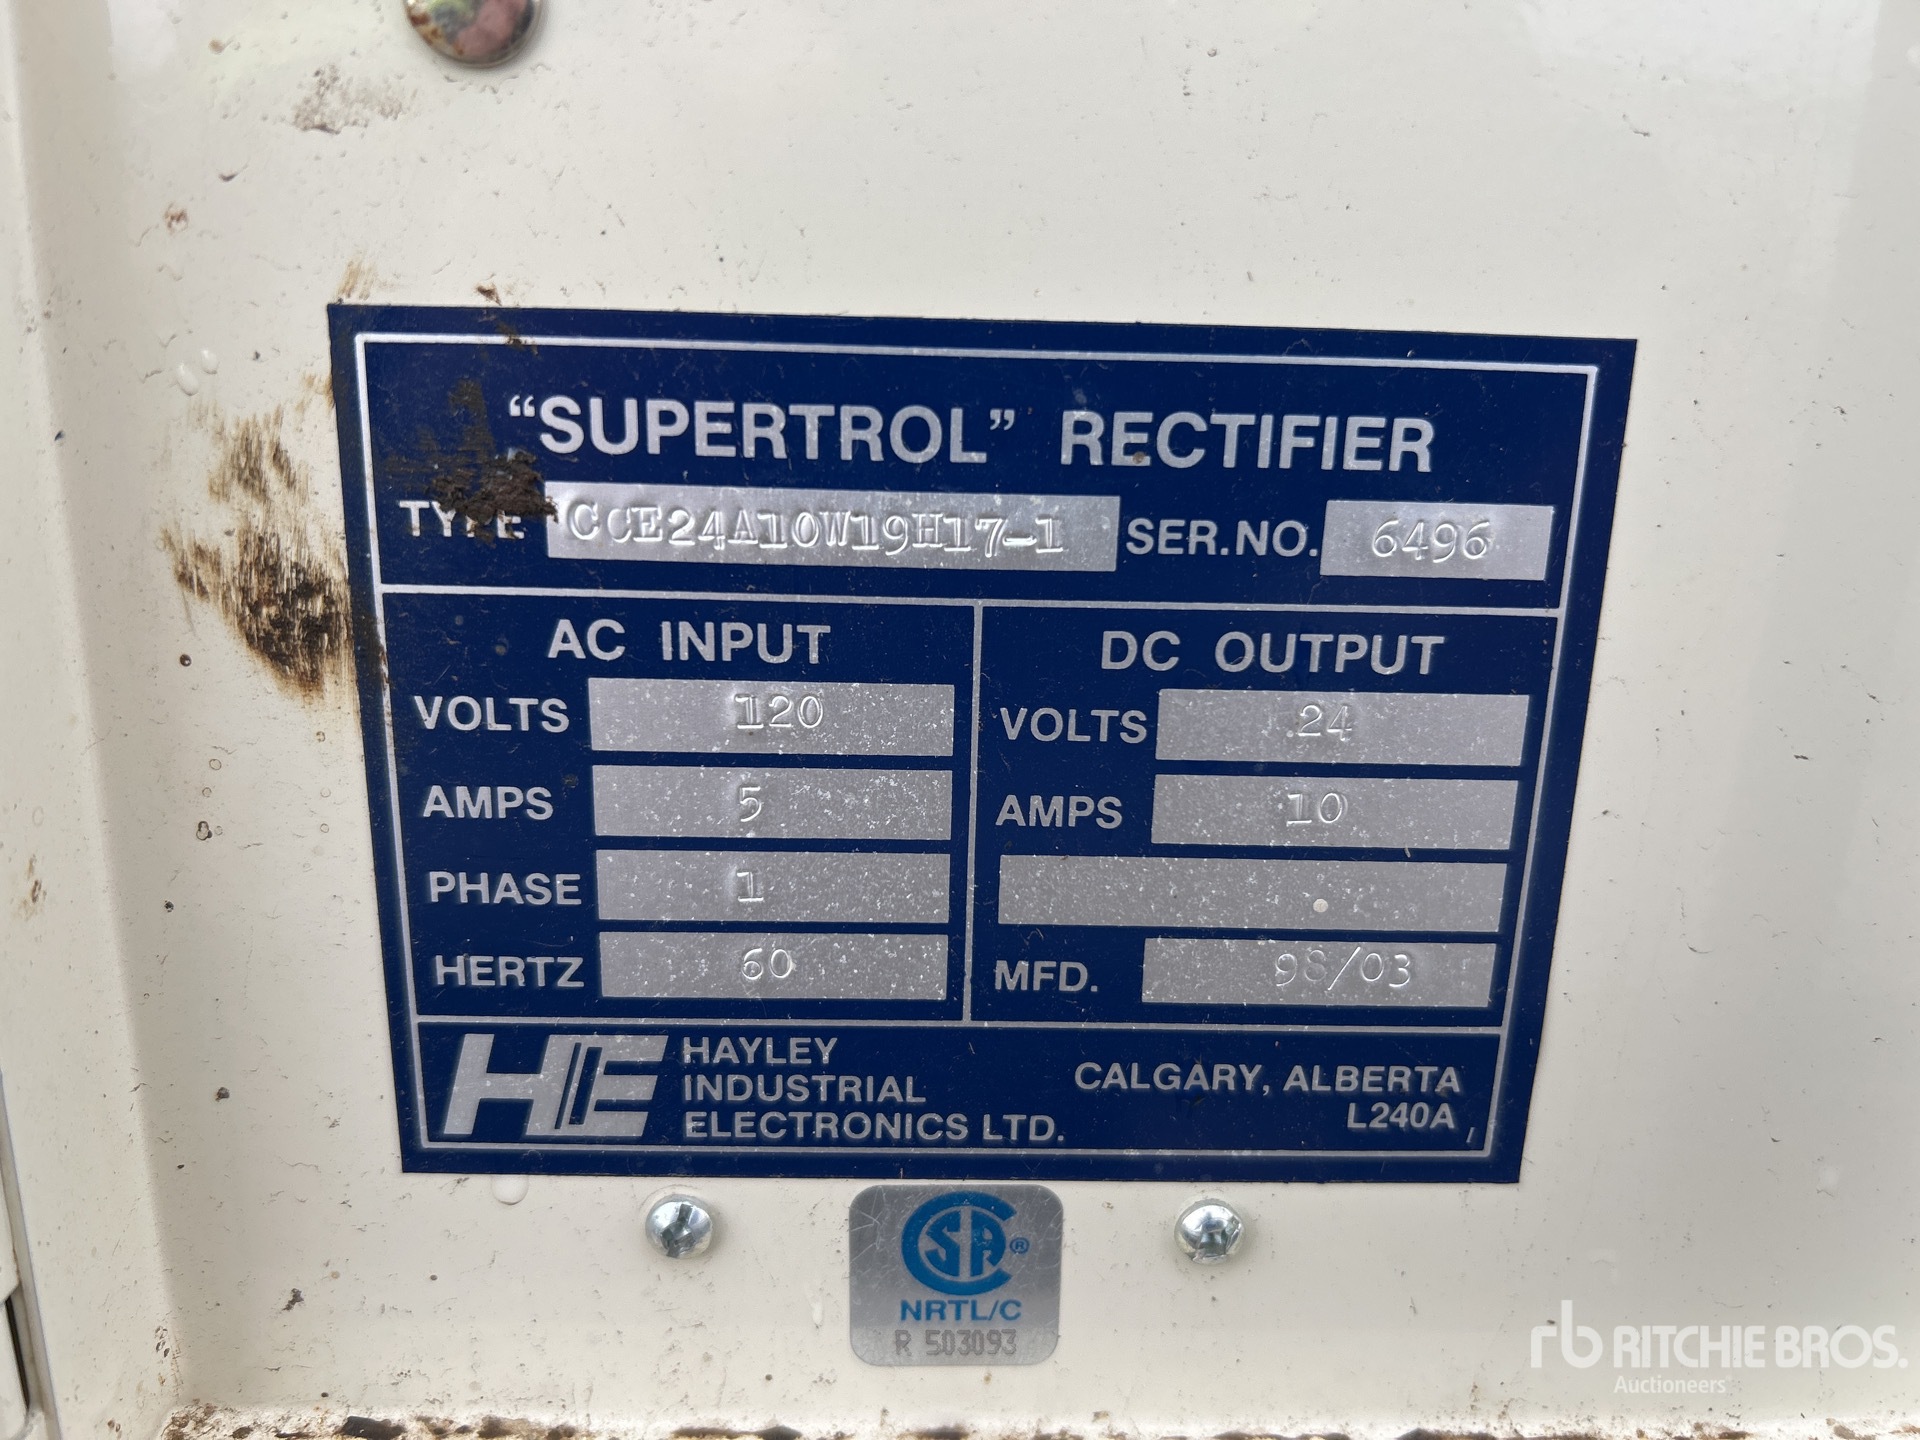 “SUPERTROL” RECTIFIER
TYPE CCE24A10W19H17-1 SER.NO. 6496
AC INPUT
VOLTS 120
AMPS 5
PHASE 1
HERTZ 60
DC OUTPUT
VOLTS 24
AMPS 10
MFD. 98/03
HE HAYLEY
INDUSTRIAL
ELECTRONICS LTD.
CALGARY, ALBERTA
L240A
CSA ®
NRTL/C
R 503093
rb RITCHIE BROS.
Auctioneers